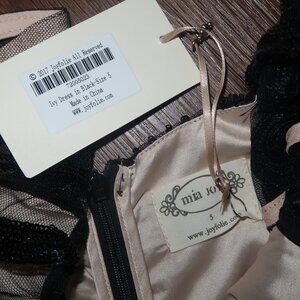 © 2017 Joyfolie All Reserved
Ivy Dress in Black-Size 5
Made in China
www.joyfolie.com
mia
5
www.joyfolie.com